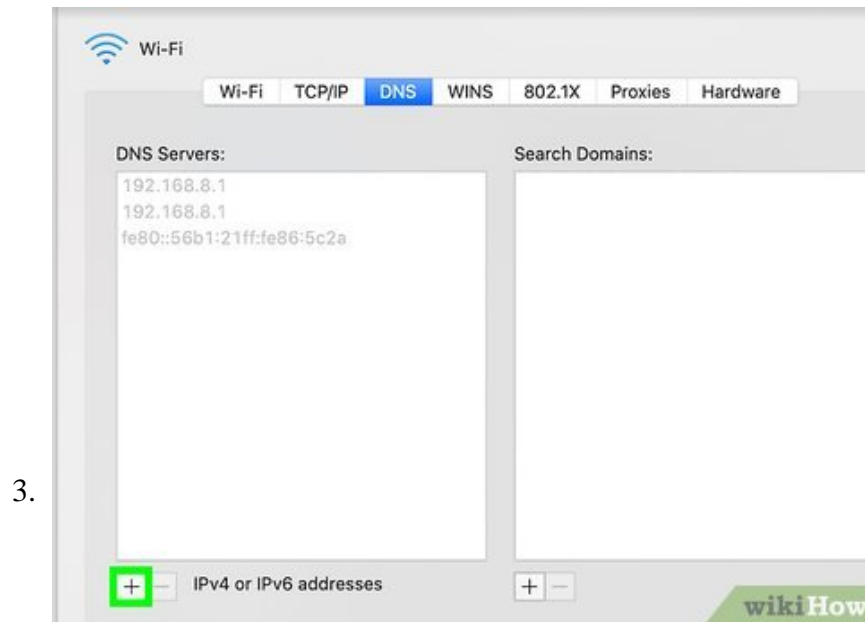 Wi-Fi
Wi-Fi TCP/IP DNS WINS 802.1X Proxies Hardware
DNS Servers:
Search Domains:
192.168.8.1
192.168.8.1
fe80::56b1:21ff:fe86:5c2a
3.
+ − IPv4 or IPv6 addresses
+ −
wikiHow